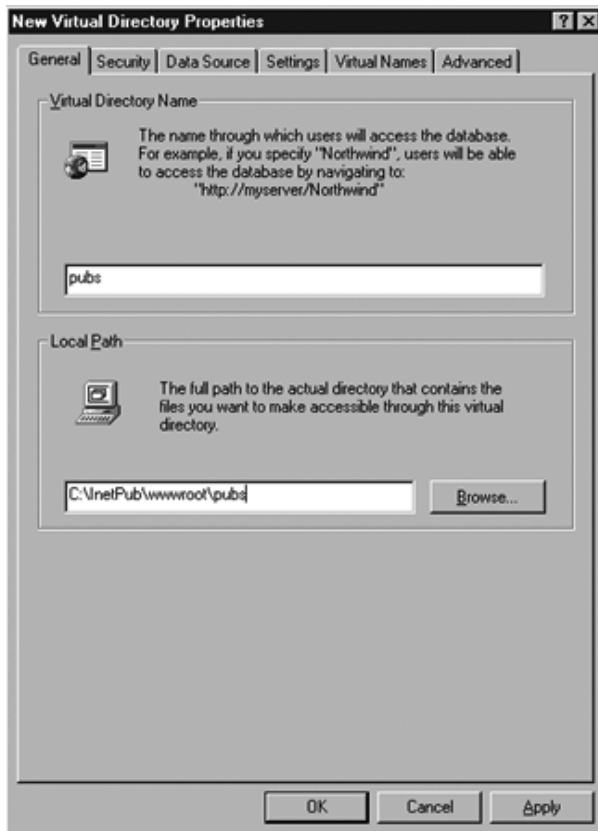 New Virtual Directory Properties
General Security Data Source Settings Virtual Names Advanced
Virtual Directory Name
The name through which users will access the database.
For example, if you specify "Northwind", users will be able
to access the database by navigating to:
"http://myserver/Northwind"
pubs
Local Path
The full path to the actual directory that contains the
files you want to make accessible through this virtual
directory.
C:\InetPub\wwwroot\pubs
Browse...
OK Cancel Apply